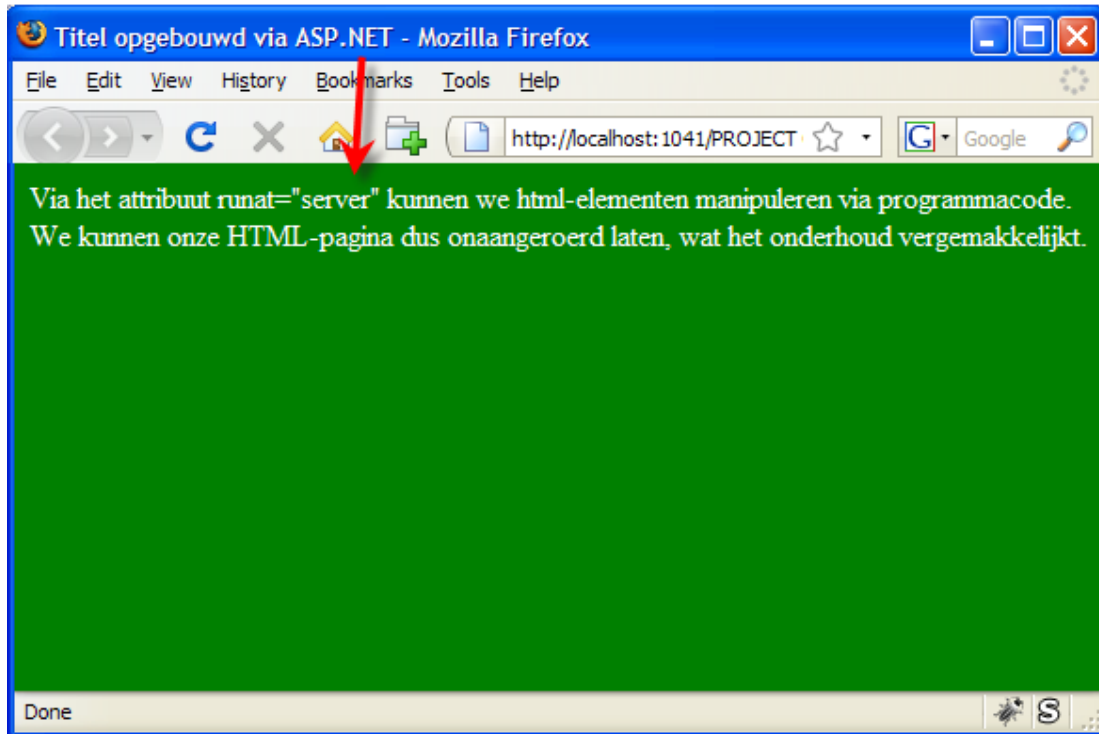 Titel opgebouwd via ASP.NET - Mozilla Firefox
File Edit View History Bookmarks Tools Help
http://localhost:1041/PROJECT G Google
Via het attribuut runat="server" kunnen we html-elementen manipuleren via programmacode.
We kunnen onze HTML-pagina dus onaangeroerd laten, wat het onderhoud vergemakkelijkt.
Done S